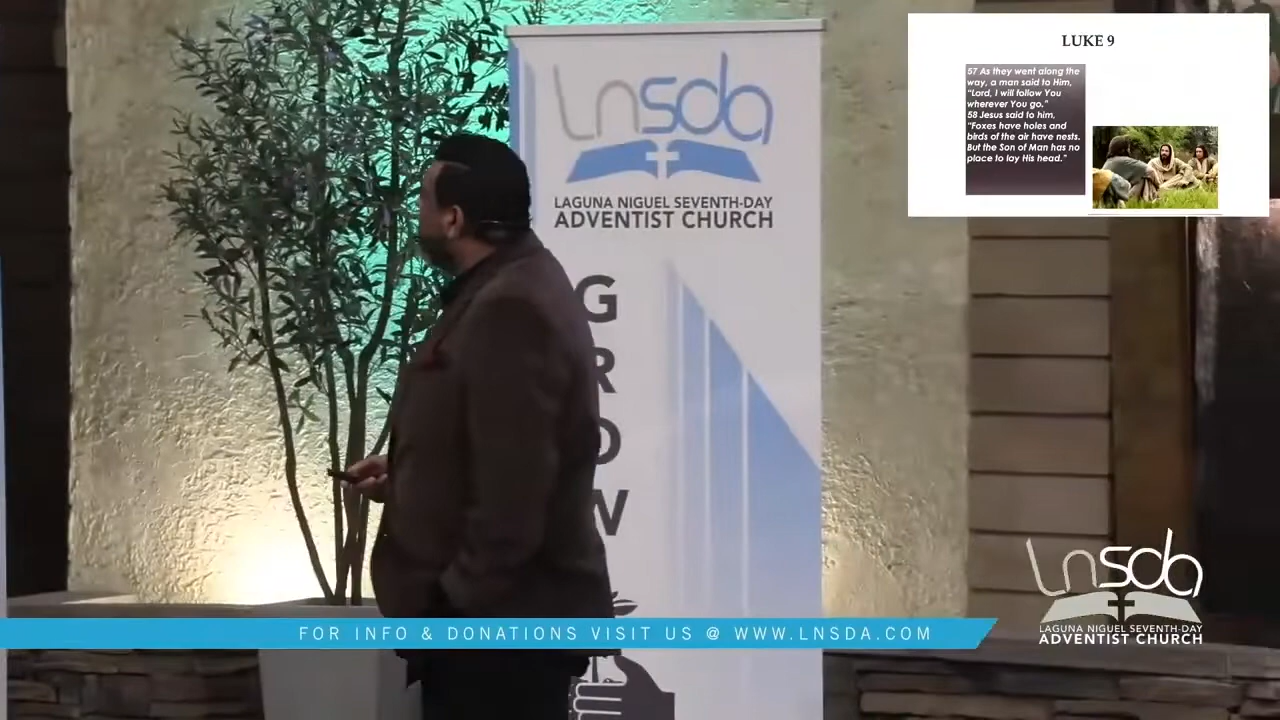 LUKE 9
57 As they went along the
way, a man said to Him,
"Lord, I will follow You
wherever You go."
58 Jesus said to him,
"Foxes have holes and
birds of the air have nests.
But the Son of Man has no
place to lay His head."
lnsda
LAGUNA NIGUEL SEVENTH-DAY
ADVENTIST CHURCH
G
R
O
W
FOR INFO & DONATIONS VISIT US @ WWW.LNSDA.COM
lnsda
LAGUNA NIGUEL SEVENTH-DAY
ADVENTIST CHURCH